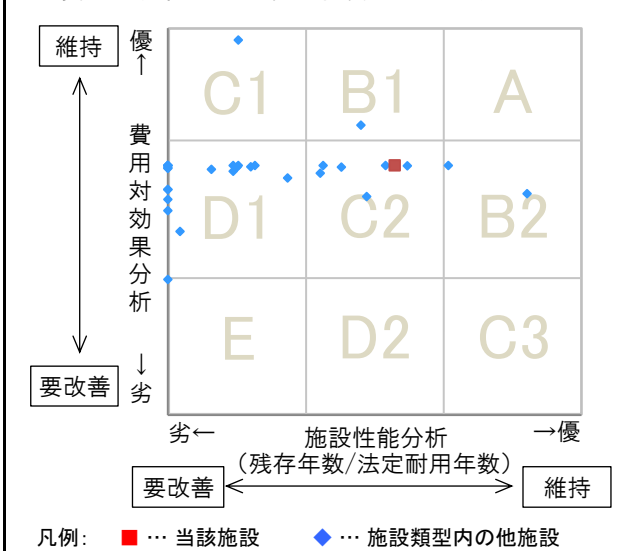 維持
優
↑
費用対効果分析
↓
劣
要改善
C1 B1 A
D1 C2 B2
E D2 C3
劣← 施設性能分析 →優
(残存年数/法定耐用年数)
要改善 維持
凡例: ■ … 当該施設 ◆ … 施設類型内の他施設